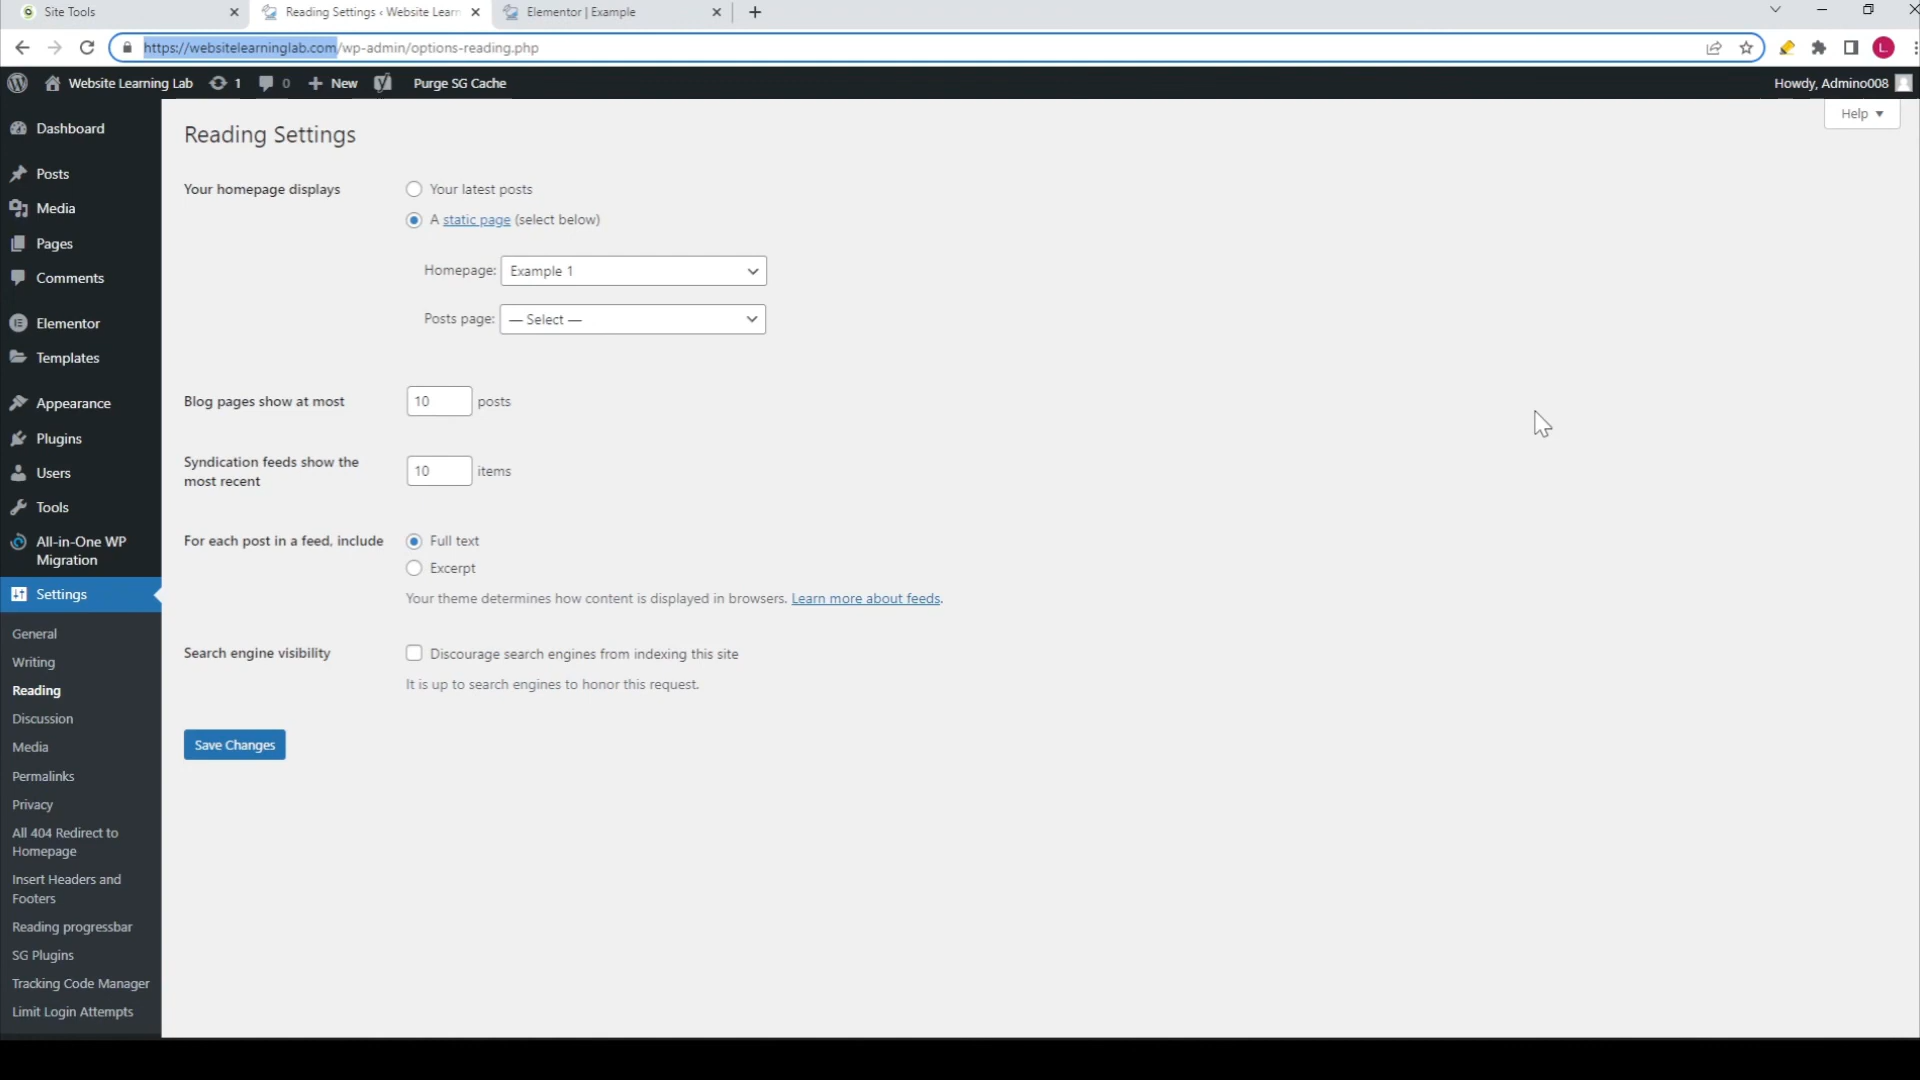 Site Tools
Reading Settings ‹ Website Learn
Elementor | Example
https://websitelearninglab.com/wp-admin/options-reading.php
L
Website Learning Lab
1
0
New
Purge SG Cache
Howdy, Admino008
Help
Dashboard
Posts
Media
Pages
Comments
Elementor
Templates
Appearance
Plugins
Users
Tools
All-in-One WP
Migration
Settings
General
Writing
Reading
Discussion
Media
Permalinks
Privacy
All 404 Redirect to
Homepage
Insert Headers and
Footers
Reading progressbar
SG Plugins
Tracking Code Manager
Limit Login Attempts
Reading Settings
Your homepage displays
Your latest posts
A static page (select below)
Homepage: Example 1
Posts page: — Select —
Blog pages show at most
10 posts
Syndication feeds show the
most recent
10 items
For each post in a feed, include
Full text
Excerpt
Your theme determines how content is displayed in browsers. Learn more about feeds.
Search engine visibility
Discourage search engines from indexing this site
It is up to search engines to honor this request.
Save Changes